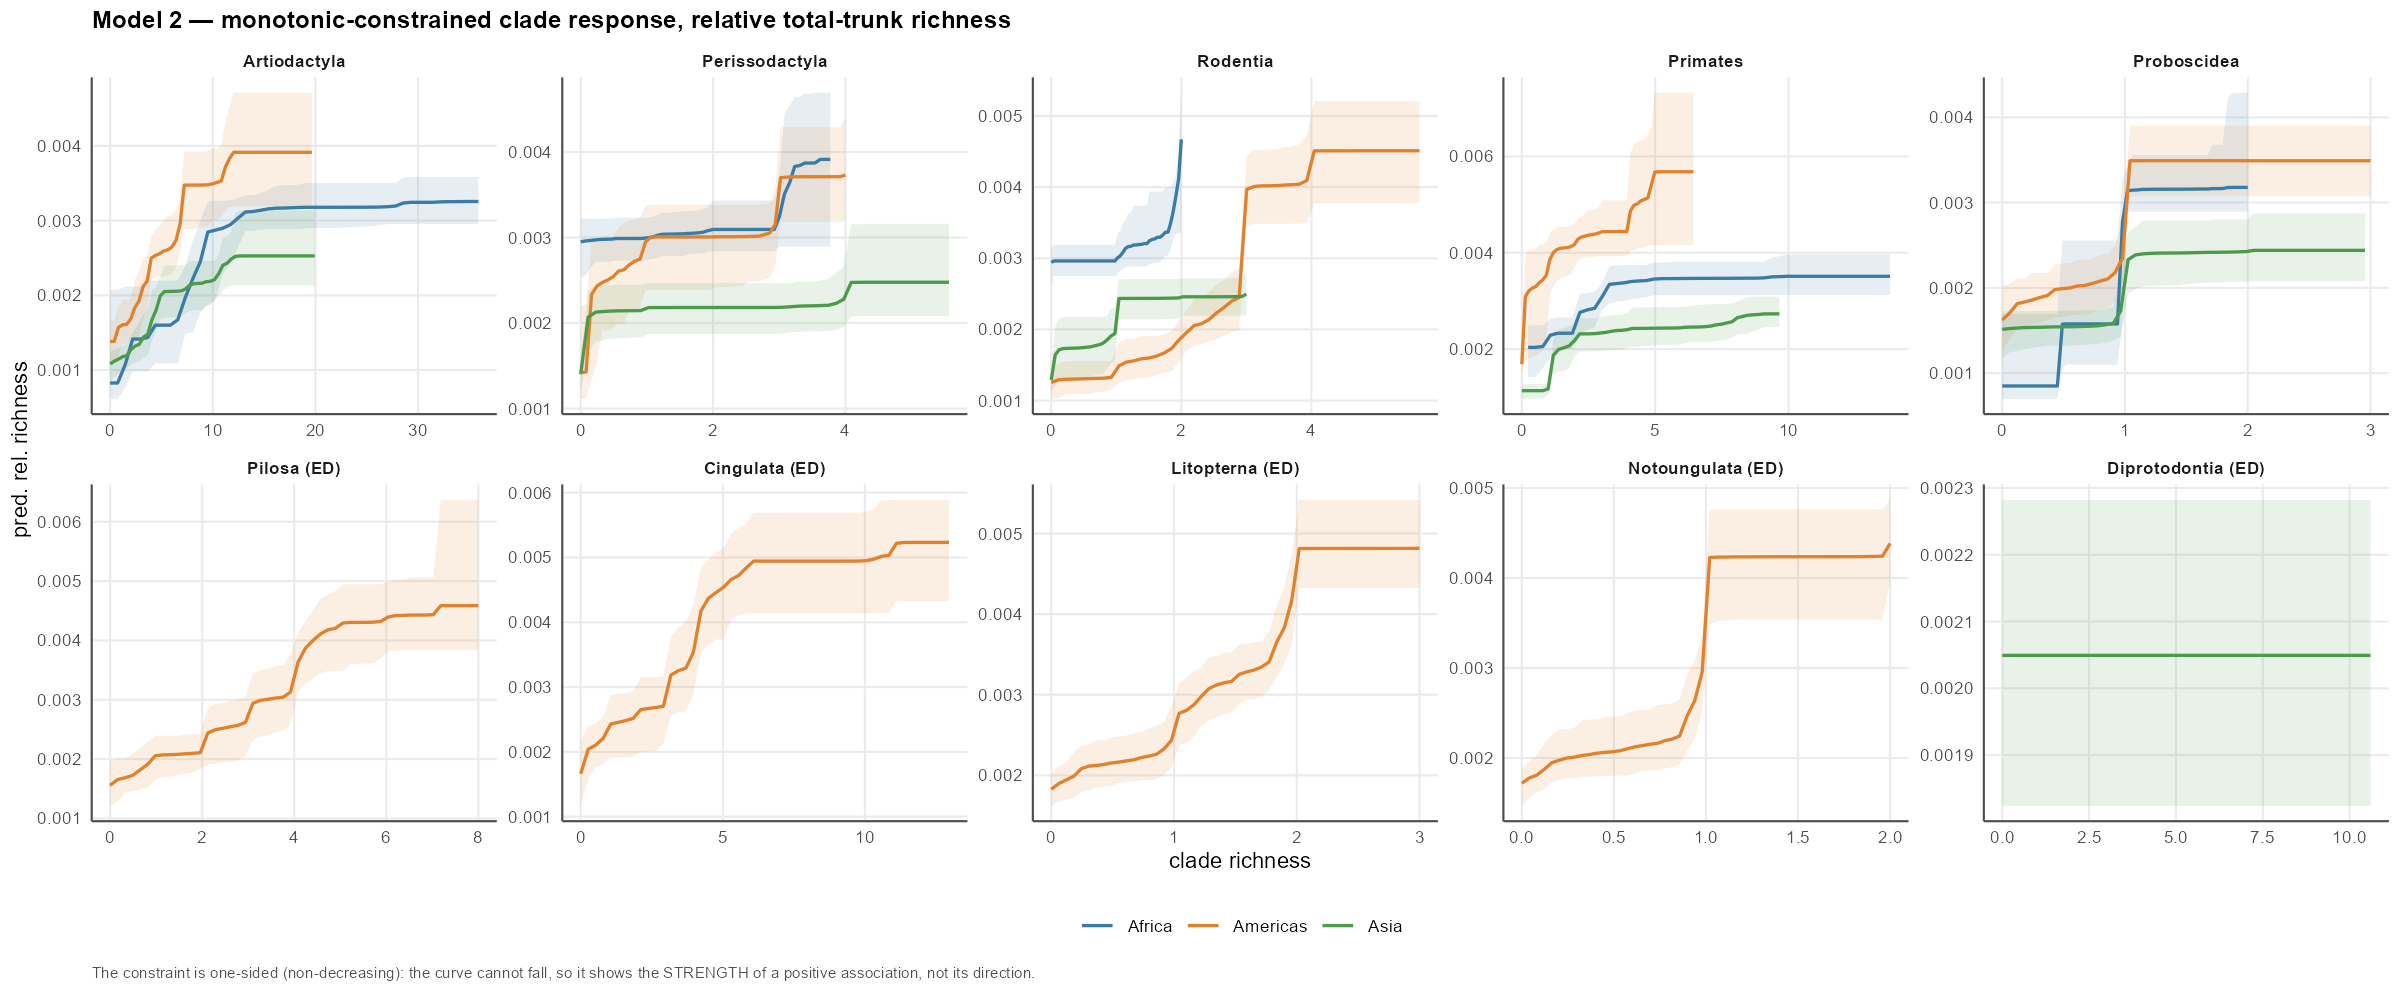 Model 2 — monotonic-constrained clade response, relative total-trunk richness
Artiodactyla
Perissodactyla
Rodentia
Primates
Proboscidea
0.004
0.003
0.002
0.001
0 10 20 30
0.004
0.003
0.002
0.001
0 2 4
0.005
0.004
0.003
0.002
0.001
0 2 4
0.006
0.004
0.002
0 5 10
0.004
0.003
0.002
0.001
0 1 2 3
pred. rel. richness
Pilosa (ED)
Cingulata (ED)
Litopterna (ED)
Notoungulata (ED)
Diprotodontia (ED)
0.006
0.005
0.004
0.003
0.002
0.001
0 2 4 6 8
0.006
0.005
0.004
0.003
0.002
0.001
0 5 10
0.005
0.004
0.003
0.002
0 1 2 3
0.005
0.004
0.003
0.002
0.0 0.5 1.0 1.5 2.0
0.0023
0.0022
0.0021
0.0020
0.0019
0.0 2.5 5.0 7.5 10.0
clade richness
Africa Americas Asia
The constraint is one-sided (non-decreasing): the curve cannot fall, so it shows the STRENGTH of a positive association, not its direction.